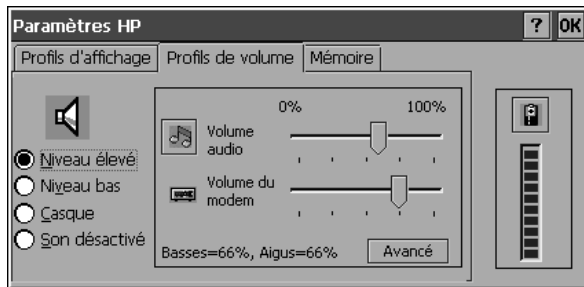 Paramètres HP ? OK
Profils d'affichage Profils de volume Mémoire
0% 100%
Volume
audio
Niveau élevé
Volume du
modem
Niveau bas
Casque
Son désactivé
Basses=66%, Aigus=66% Avancé